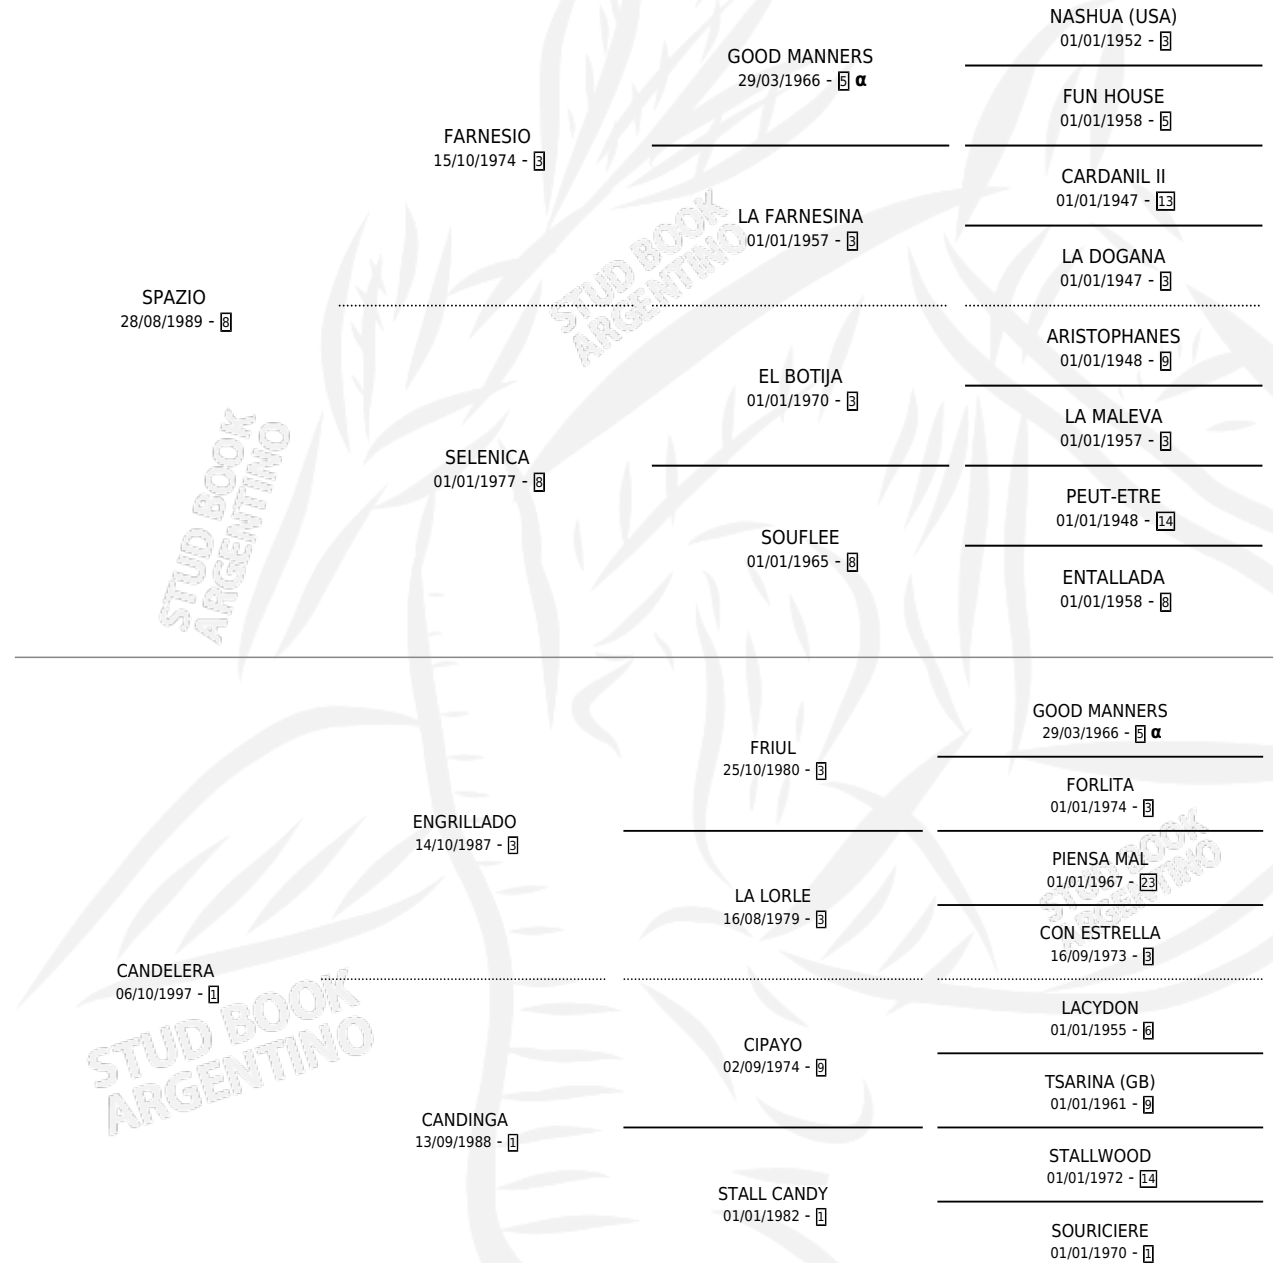 NASHUA (USA)
01/01/1952 - 3
GOOD MANNERS
29/03/1966 - 5 α
FUN HOUSE
01/01/1958 - 5
FARNESIO
15/10/1974 - 3
CARDANIL II
01/01/1947 - 13
LA FARNESINA
01/01/1957 - 3
LA DOGANA
01/01/1947 - 3
SPAZIO
28/08/1989 - 8
ARISTOPHANES
01/01/1948 - 9
EL BOTIJA
01/01/1970 - 3
LA MALEVA
01/01/1957 - 3
SELENICA
01/01/1977 - 8
PEUT-ETRE
01/01/1948 - 14
SOUFLEE
01/01/1965 - 8
ENTALLADA
01/01/1958 - 8
GOOD MANNERS
29/03/1966 - 5 α
FRIUL
25/10/1980 - 3
FORLITA
01/01/1974 - 3
ENGRILLADO
14/10/1987 - 3
PIENSA MAL
01/01/1967 - 23
LA LORLE
16/08/1979 - 3
CON ESTRELLA
16/09/1973 - 3
CANDELERA
06/10/1997 - 1
LACYDON
01/01/1955 - 6
CIPAYO
02/09/1974 - 9
TSARINA (GB)
01/01/1961 - 9
CANDINGA
13/09/1988 - 1
STALLWOOD
01/01/1972 - 14
STALL CANDY
01/01/1982 - 1
SOURICIERE
01/01/1970 - 1
STUD BOOK
ARGENTINO
STUD BOOK
ARGENTINO
STUD BOOK
ARGENTINO
STUD BOOK
ARGENTINO